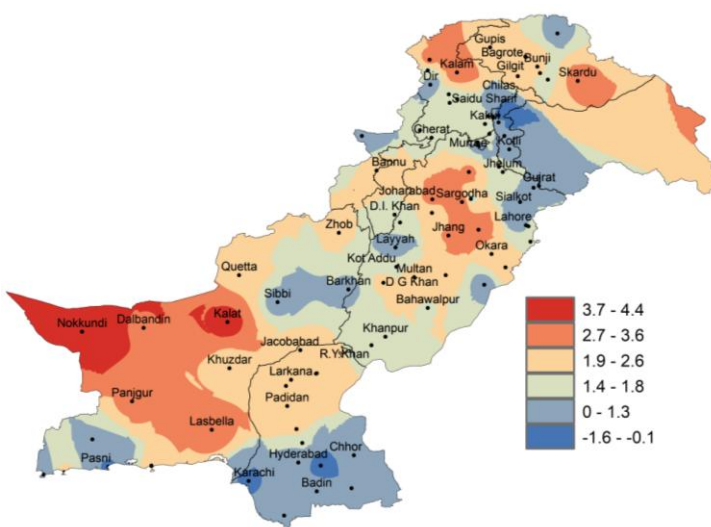 Gupis
Bagrote
Bunji
Gilgit
Kalam
Skardu
Dir
Chilas
Saidu Sharif
Kakul
Cherat
Murree
Kotli
Jhelum
Bannu
Gujrat
Joharabad
Sargodha
Sialkot
D.I. Khan
Lahore
Zhob
Jhang
Layyah
Okara
Kot Addu
Quetta
Multan
Barkhan
D G Khan
Sibbi
Bahawalpur
Nokkundi
Dalbandin
Kalat
Khanpur
Jacobabad
R.Y.Khan
Khuzdar
Larkana
Panjgur
Padidan
Lasbella
Chhor
Pasni
Hyderabad
Karachi
Badin
3.7 - 4.4
2.7 - 3.6
1.9 - 2.6
1.4 - 1.8
0 - 1.3
-1.6 - -0.1